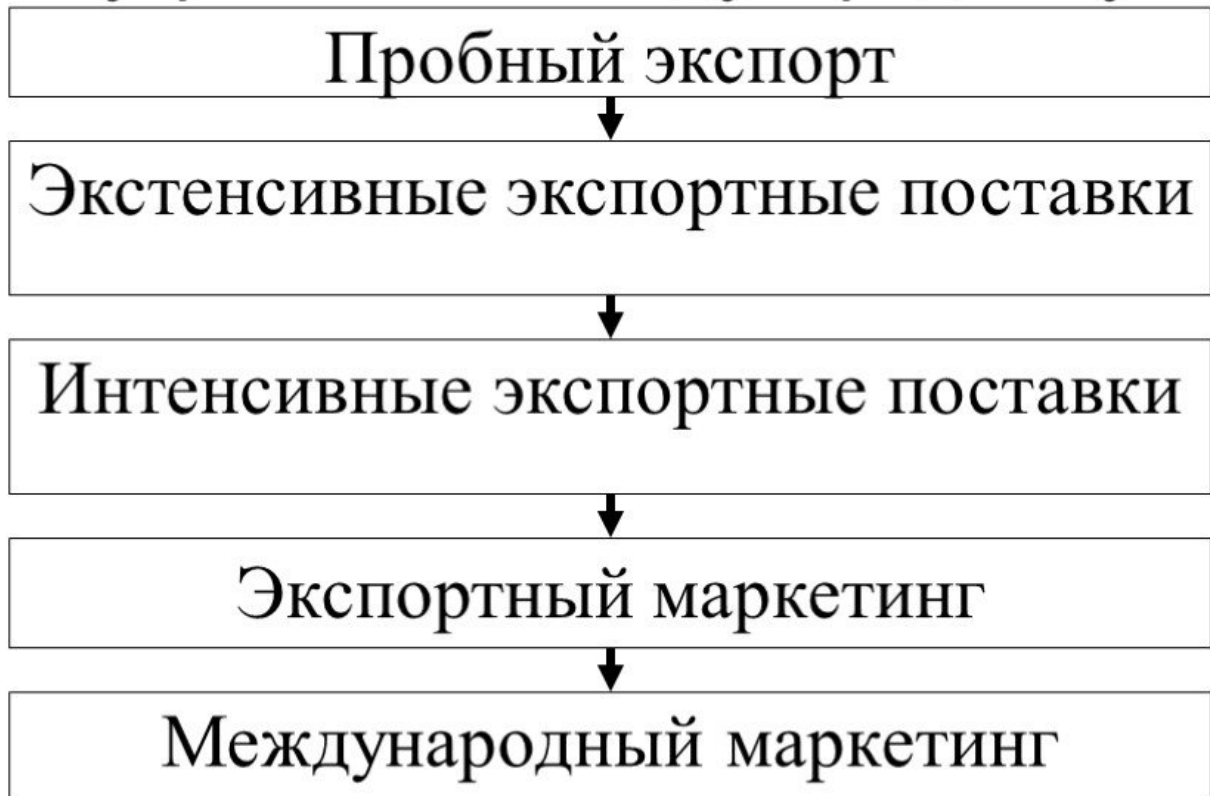 Пробный экспорт
Экстенсивные экспортные поставки
Интенсивные экспортные поставки
Экспортный маркетинг
Международный маркетинг